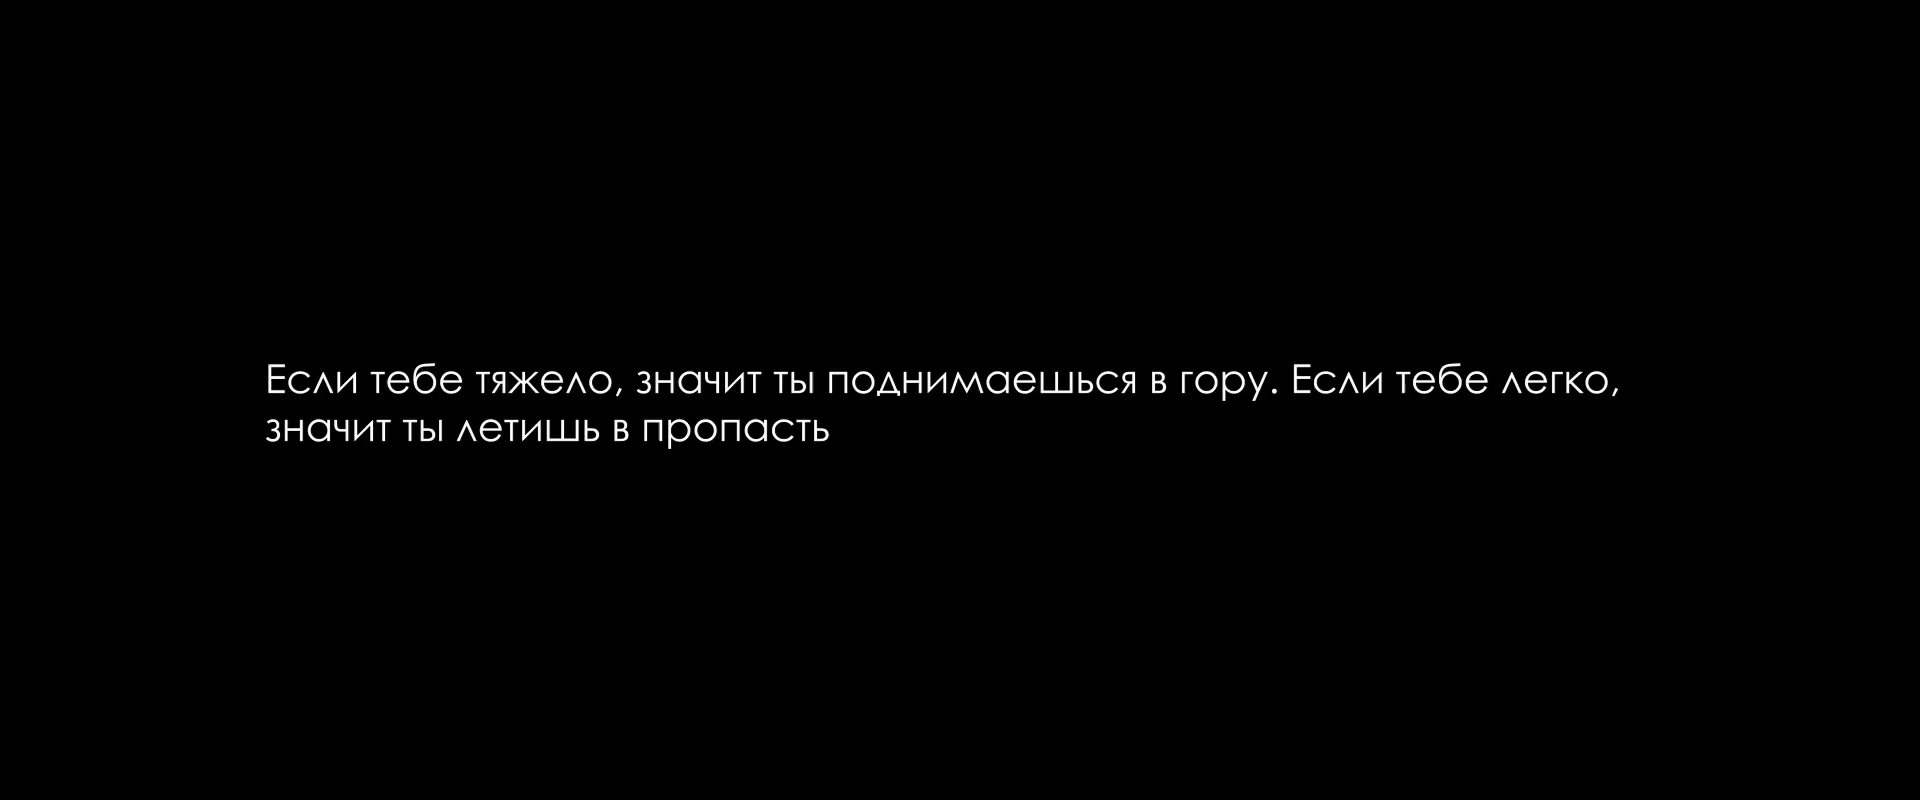 Если тебе тяжело, значит ты поднимаешься в гору. Если тебе легко,
значит ты летишь в пропасть